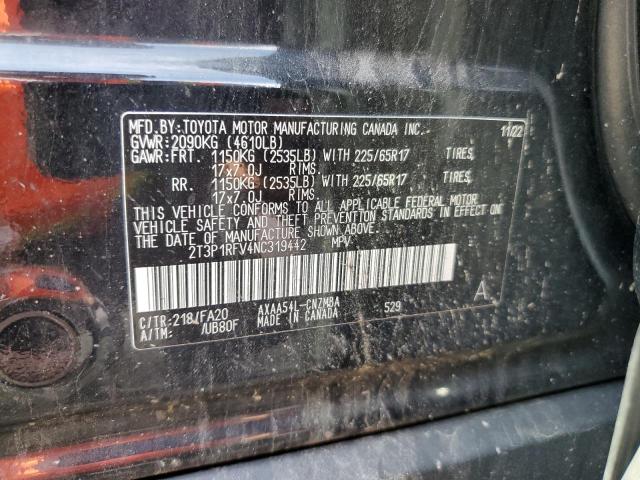 MFD.BY:TOYOTA MOTOR MANUFACTURING CANADA INC. 11/22
GVWR:2090KG (4610LB)
GAWR:FRT. 1150KG (2535LB) WITH 225/65R17 TIRES,
17x7.0J RIMS.
RR. 1150KG (2535LB) WITH 225/65R17 TIRES,
17x7.0J RIMS.
THIS VEHICLE CONFORMS TO ALL APPLICABLE FEDERAL MOTOR
VEHICLE SAFETY AND THEFT PREVENTION STANDARDS IN EFFECT ON
THE DATE OF MANUFACTURE SHOWN ABOVE.
2T3P1RFV4NC319442 MPV
C/TR:218/FA20 AXAA54L-CNZMBA 529 A
A/TM: /UB80F MADE IN CANADA